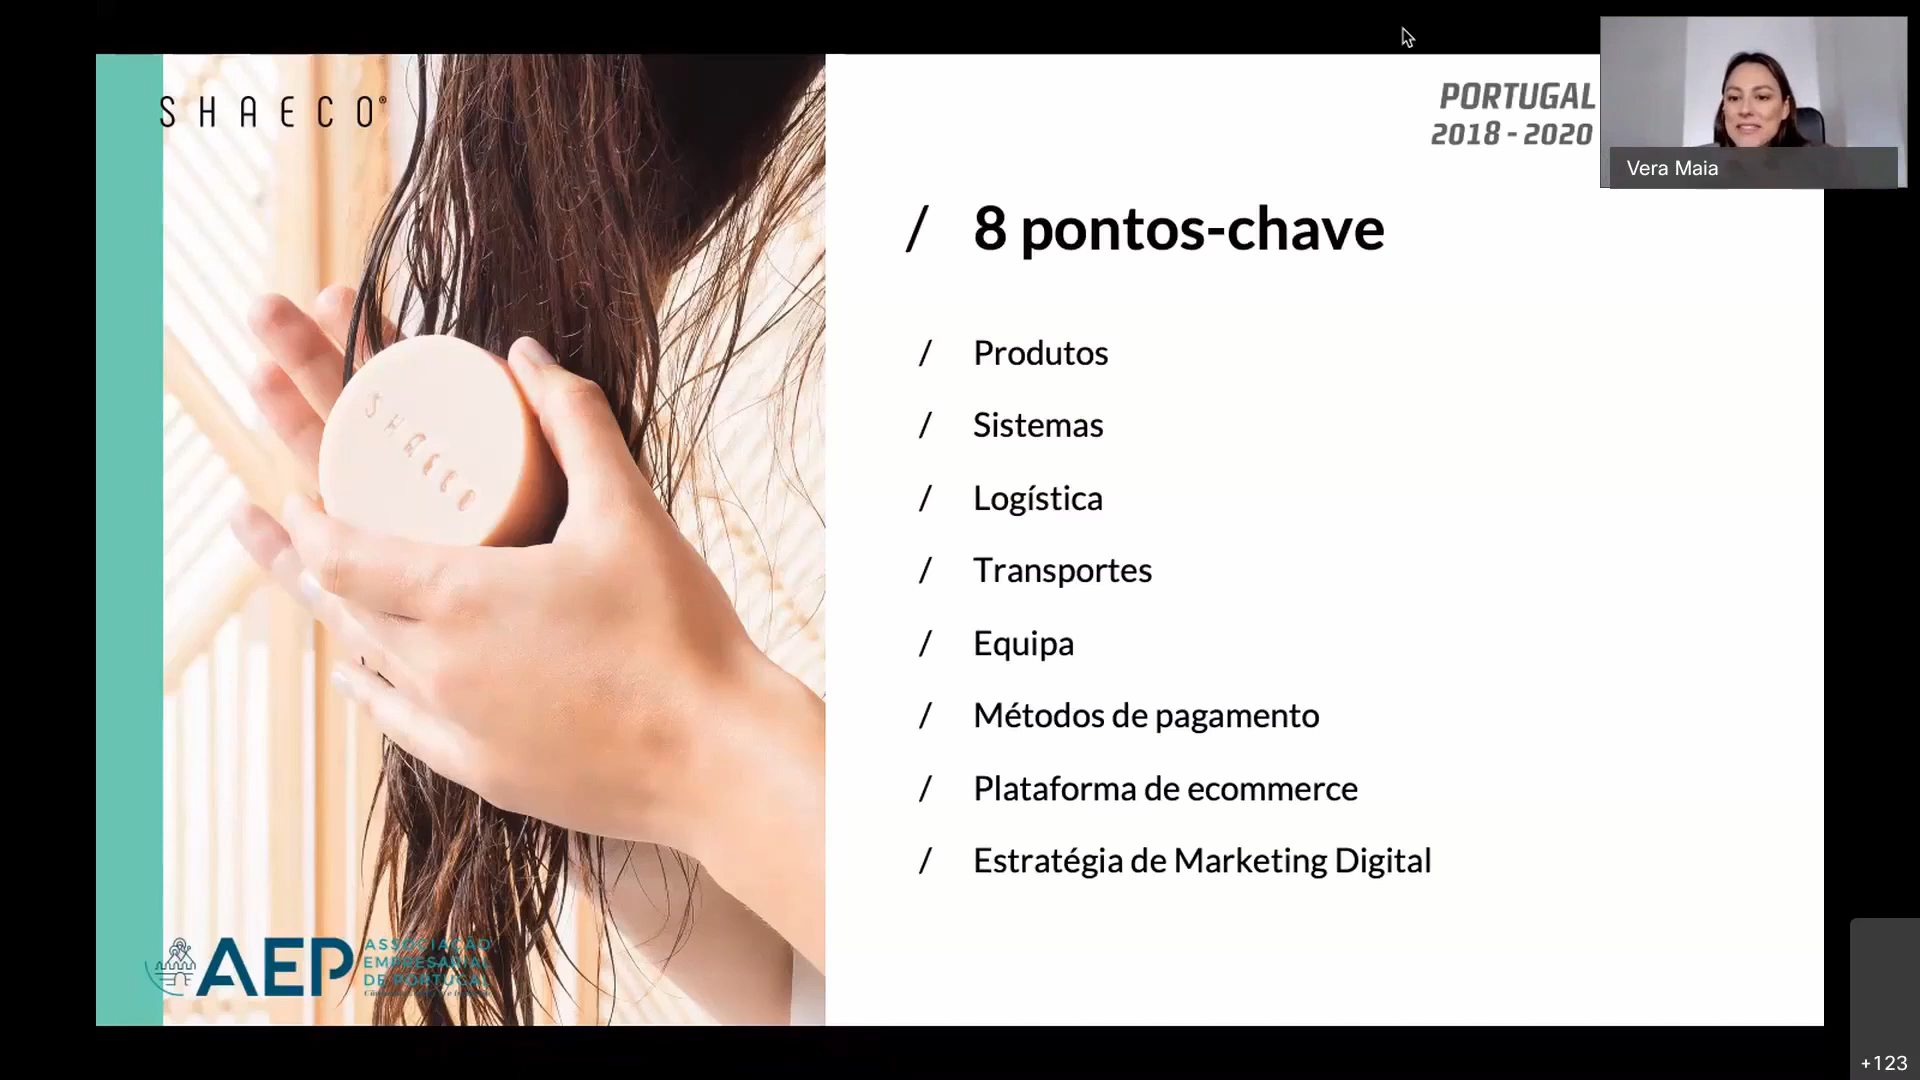 SHAECO®
PORTUGAL
2018 - 2020
Vera Maia
/ 8 pontos-chave
/ Produtos
/ Sistemas
/ Logística
/ Transportes
/ Equipa
/ Métodos de pagamento
/ Plataforma de ecommerce
/ Estratégia de Marketing Digital
SHAECO
AEP
ASSOCIAÇÃO
EMPRESARIAL
DE PORTUGAL
+123